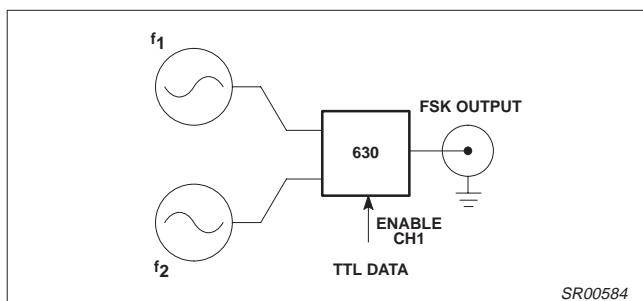 f1
630
FSK OUTPUT
f2
ENABLE
CH1
TTL DATA
SR00584